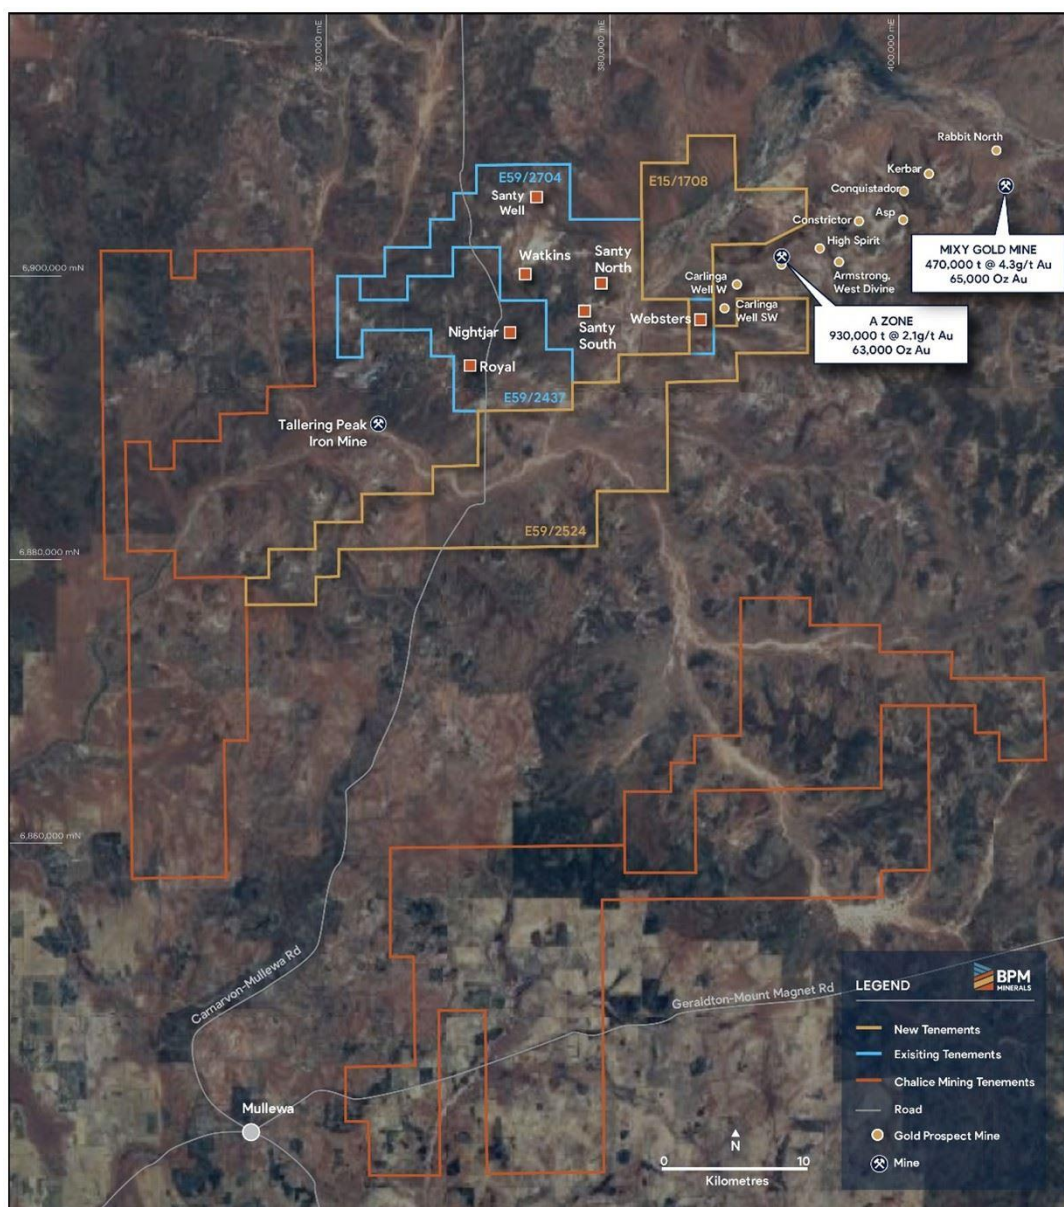 360,000 mE
380,000 mE
400,000 mE
Rabbit North
Kerbar
E59/2704
E15/1708
Conquistador
Santy
Well
Constrictor
Asp
High Spirit
MIXY GOLD MINE
470,000 t @ 4.3g/t Au
65,000 Oz Au
6,900,000 mN
Watkins
Santy
North
Carlinga
Well W
Armstrong,
West Divine
Carlinga
Well SW
Websters
Nightjar
Santy
South
A ZONE
930,000 t @ 2.1g/t Au
63,000 Oz Au
Royal
E59/2437
Tallering Peak
Iron Mine
E59/2524
6,880,000 mN
6,860,000 mN
Carnarvon-Mullewa Rd
Geraldton-Mount Magnet Rd
Mullewa
N
0 10
Kilometres
LEGEND
BPM
MINERALS
New Tenements
Exisiting Tenements
Chalice Mining Tenements
Road
Gold Prospect Mine
Mine